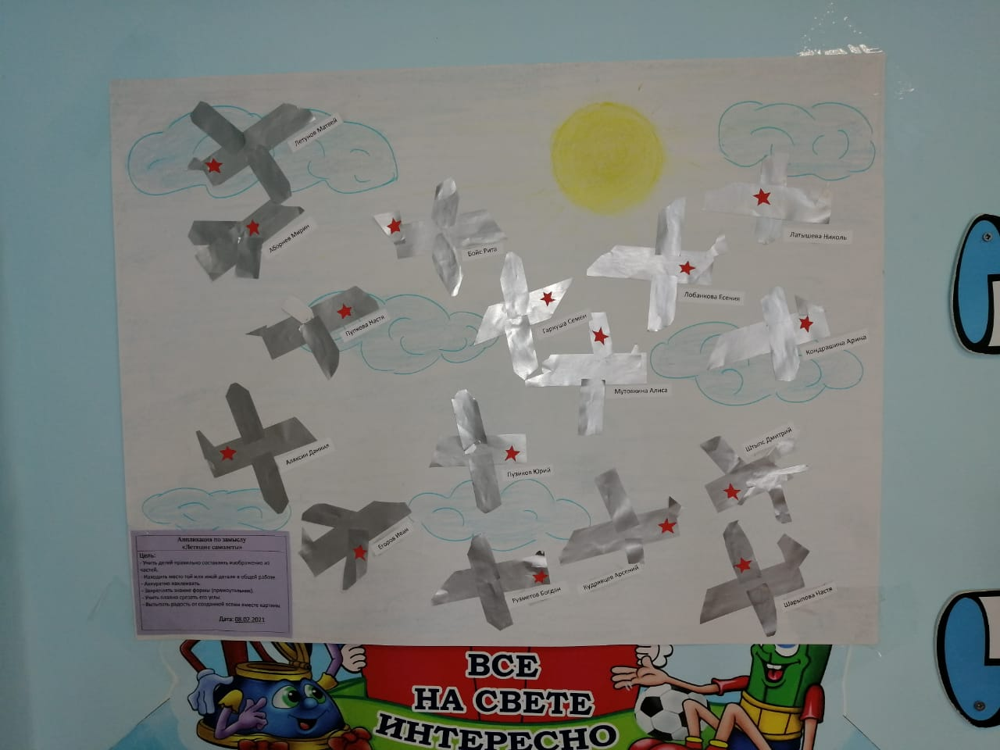 Летунов Матвей
Аборнев Мирин
Бойс Рита
Латышева Николь
Лобанкова Есения
Гаркуша Семён
Пупкова Настя
Кондрашина Арина
Мутовкина Алиса
Аляксин Даниил
Пузиков Юрий
Штыпс Дмитрий
Егоров Иван
Рузметов Богдан
Кудрявцев Арсений
Шарыпова Настя
Аппликация по замыслу
«Летящие самолеты»
Цель:
- Учить детей правильно составлять изображение из
частей.
- Находить место той или иной детали в общей работе
- Аккуратно наклеивать.
- Закреплять знание формы (прямоугольник)
- Учить плавно срезать его углы.
- Вызывать радость от созданной всеми вместе картины
Дата: 08.02.2021
ВСЕ
НА СВЕТЕ
ИНТЕРЕСНО